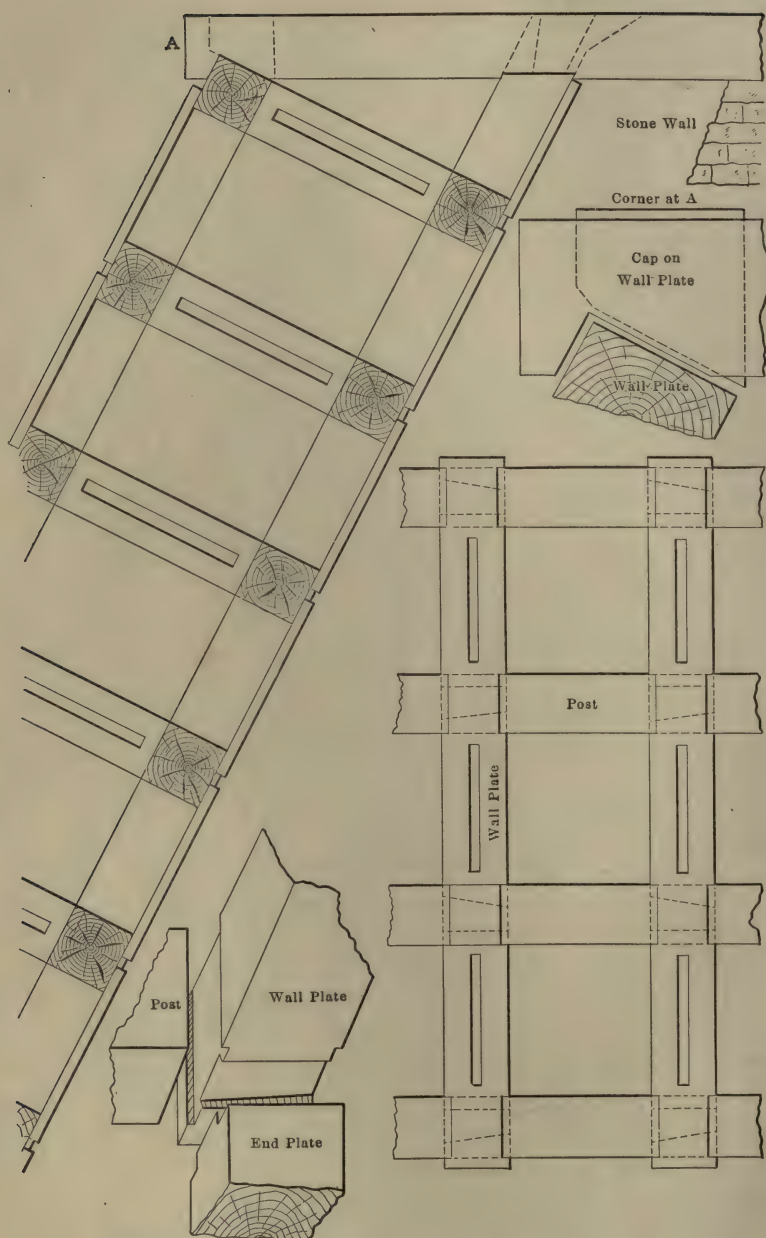 A
Stone Wall
Corner at A
Cap on
Wall Plate
Wall Plate
Post
Wall Plate
Post
Wall Plate
End Plate